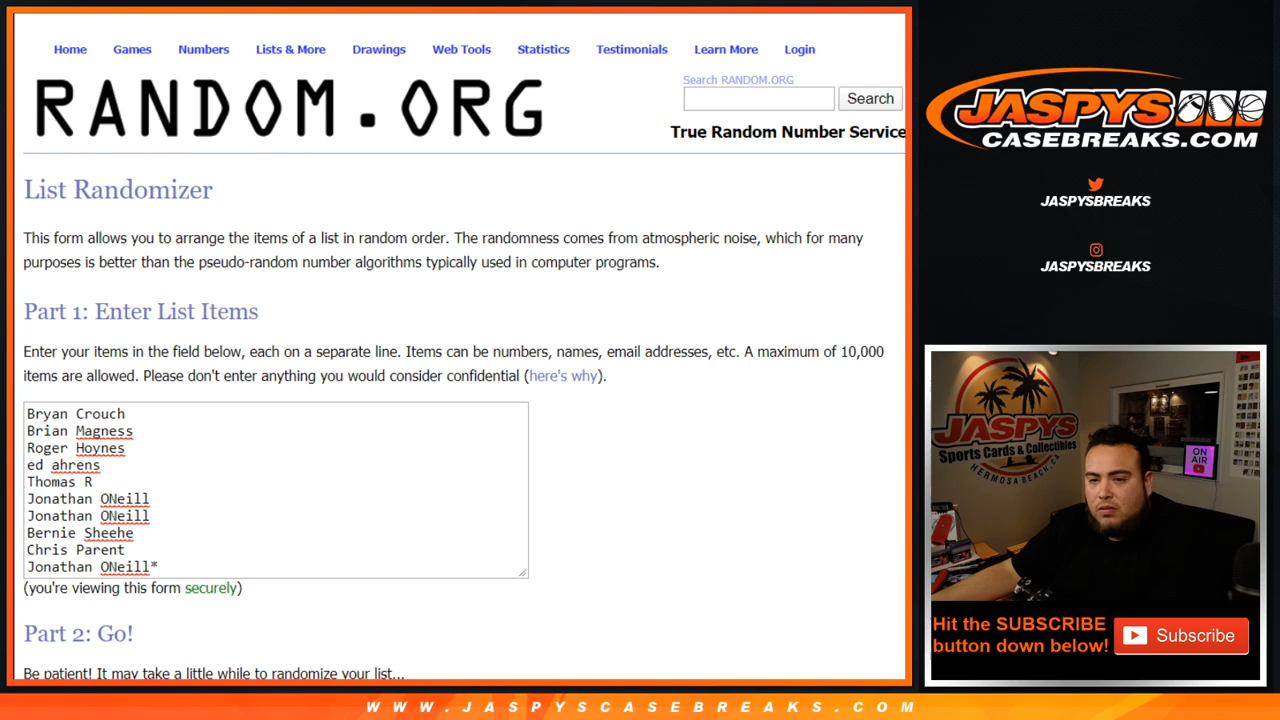 Home Games Numbers Lists & More Drawings Web Tools Statistics Testimonials Learn More Login
RANDOM.ORG
Search RANDOM.ORG
Search
True Random Number Service
List Randomizer
This form allows you to arrange the items of a list in random order. The randomness comes from atmospheric noise, which for many
purposes is better than the pseudo-random number algorithms typically used in computer programs.
Part 1: Enter List Items
Enter your items in the field below, each on a separate line. Items can be numbers, names, email addresses, etc. A maximum of 10,000
items are allowed. Please don't enter anything you would consider confidential (here's why).
Bryan Crouch
Brian Magness
Roger Hoynes
ed ahrens
Thomas R
Jonathan ONeill
Jonathan ONeill
Bernie Sheehe
Chris Parent
Jonathan ONeill*
(you're viewing this form securely)
Part 2: Go!
Be patient! It may take a little while to randomize your list...
JASPYS
CASEBREAKS.COM
JASPYSBREAKS
JASPYSBREAKS
JASPYS
Sports Cards & Collectibles
HERMOSA BEACH, CA
ON
AIR
Hit the SUBSCRIBE
button down below!
Subscribe
WWW.JASPYSCASEBREAKS.COM